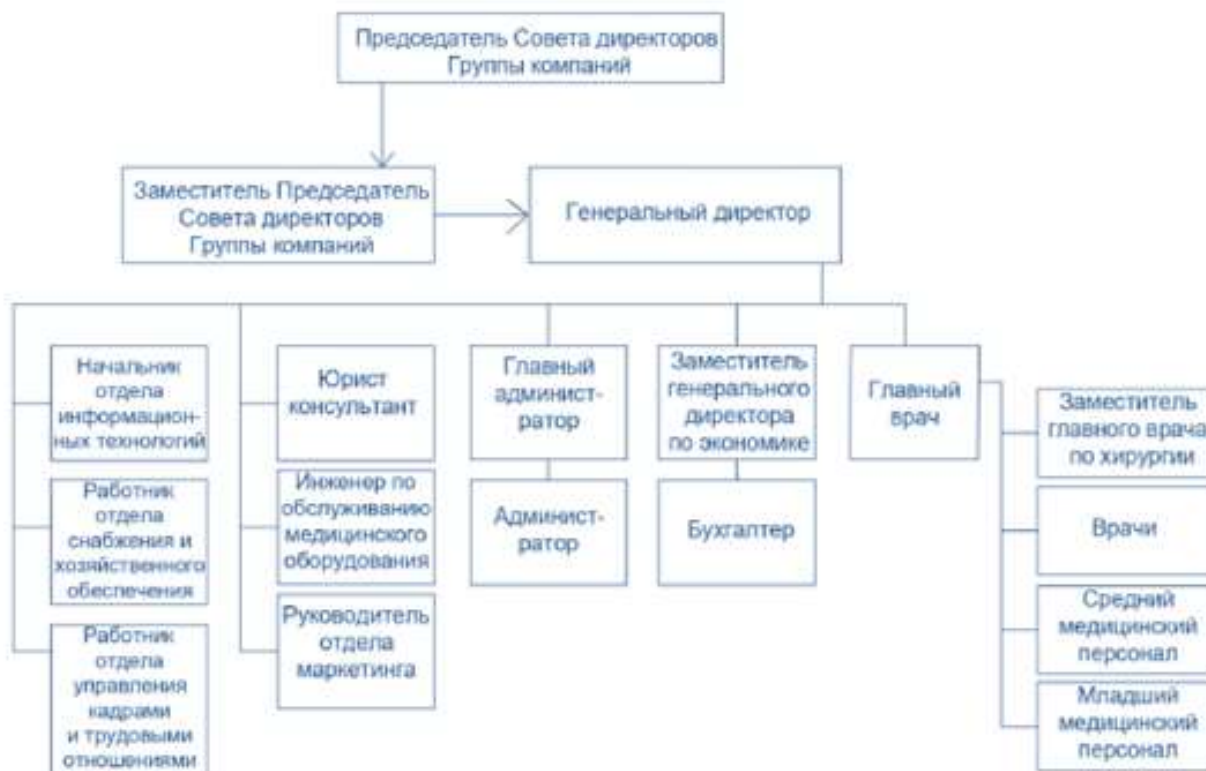 Председатель Совета директоров
Группы компаний
Заместитель Председатель
Совета директоров
Группы компаний
Генеральный директор
Начальник
отдела
информацион-
ных технологий
Юрист
консультант
Главный
админист-
ратор
Заместитель
генерального
директора
по экономике
Главный
врач
Заместитель
главного врача
по хирургии
Работник
отдела
снабжения и
хозяйственного
обеспечения
Инженер по
обслуживанию
медицинского
оборудования
Админист-
ратор
Бухгалтер
Врачи
Работник
отдела
управления
кадрами
и трудовыми
отношениями
Руководитель
отдела
маркетинга
Средний
медицинский
персонал
Младший
медицинский
персонал